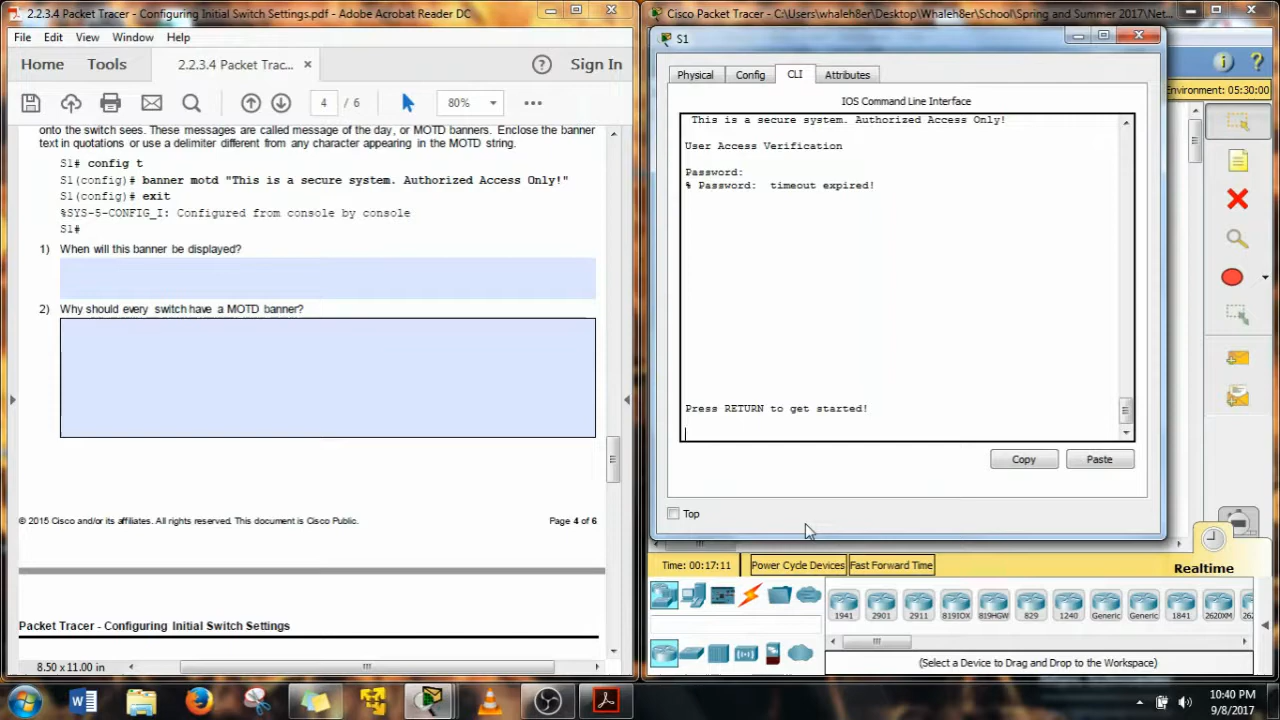 2.2.3.4 Packet Tracer - Configuring Initial Switch Settings.pdf - Adobe Acrobat Reader DC
File Edit View Window Help
Home Tools 2.2.3.4 Packet Trac... × ? Sign In
4 / 6 80%
onto the switch sees. These messages are called message of the day, or MOTD banners. Enclose the banner
text in quotations or use a delimiter different from any character appearing in the MOTD string.
S1# config t
S1(config)# banner motd "This is a secure system. Authorized Access Only!"
S1(config)# exit
%SYS-5-CONFIG_I: Configured from console by console
S1#
1) When will this banner be displayed?
2) Why should every switch have a MOTD banner?
© 2015 Cisco and/or its affiliates. All rights reserved. This document is Cisco Public. Page 4 of 6
Packet Tracer - Configuring Initial Switch Settings
8.50 x 11.00 in
Cisco Packet Tracer - C:\Users\whaleh8er\Desktop\Whaleh8er\School\Spring and Summer 2017\Net...
S1
Physical Config CLI Attributes
IOS Command Line Interface
This is a secure system. Authorized Access Only!
User Access Verification
Password:
% Password: timeout expired!
Press RETURN to get started!
Copy Paste
Top
Environment: 05:30:00
Time: 00:17:11 Power Cycle Devices Fast Forward Time
Realtime
1941 2901 2911 819IOX 819HGW 829 1240 Generic Generic 1841 2620XM 262
(Select a Device to Drag and Drop to the Workspace)
10:40 PM
9/8/2017